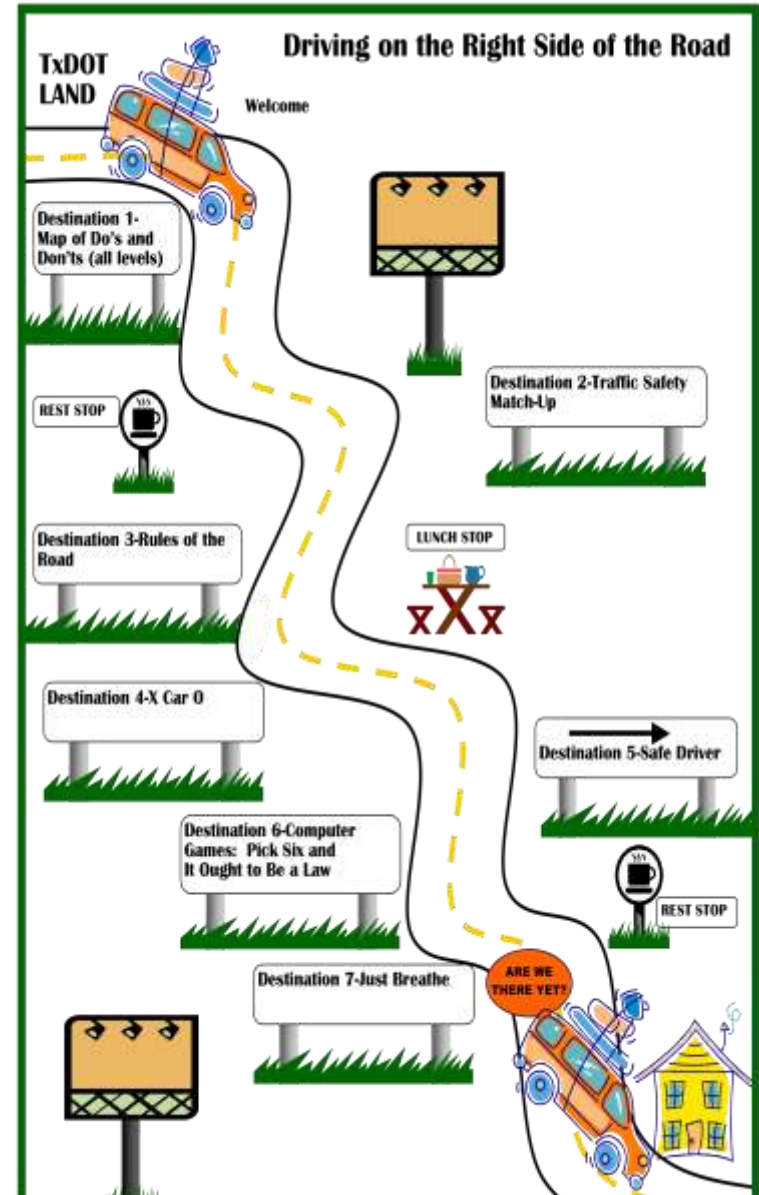 Driving on the Right Side of the Road
TxDOT
LAND
Welcome
Destination 1-
Map of Do's and
Don'ts (all levels)
Destination 2-Traffic Safety
Match-Up
REST STOP
Destination 3-Rules of the
Road
LUNCH STOP
Destination 4-X Car O
Destination 5-Safe Driver
Destination 6-Computer
Games: Pick Six and
It Ought to Be a Law
REST STOP
Destination 7-Just Breathe
ARE WE
THERE YET?